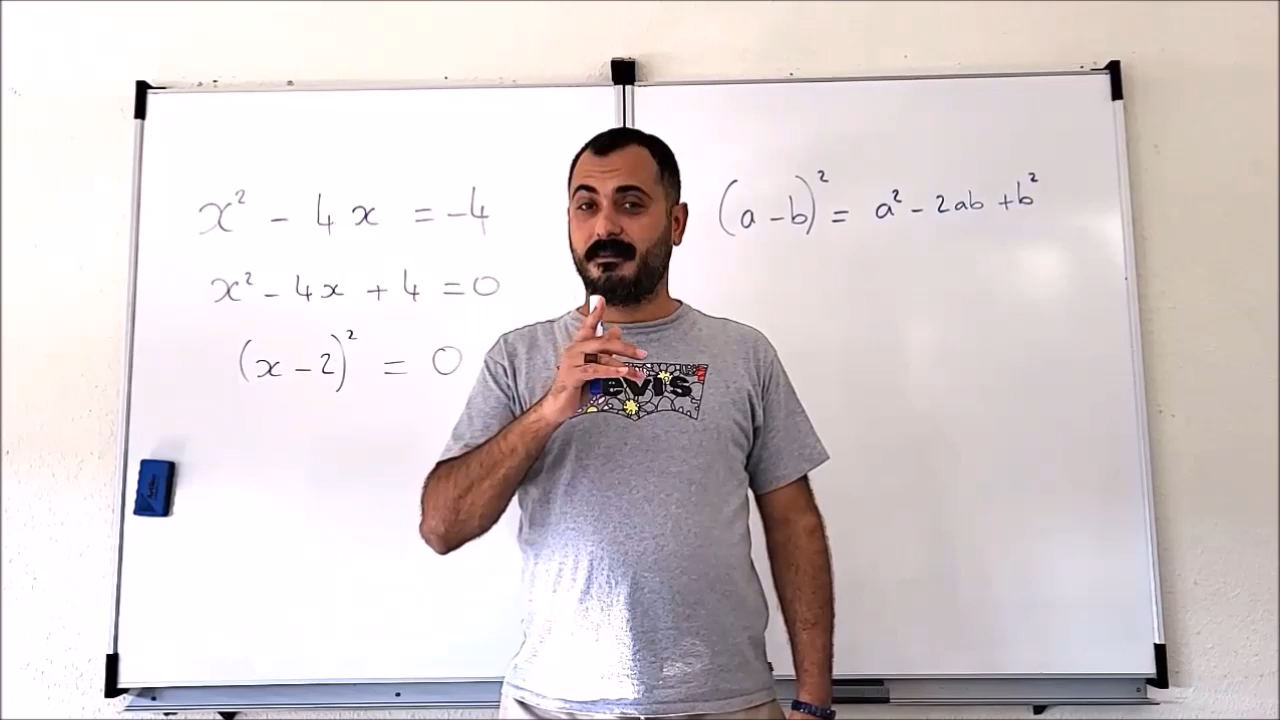 x² - 4x = -4
x² - 4x + 4 = 0
(x - 2)² = 0
(a - b)² = a² - 2ab + b²
Levi's